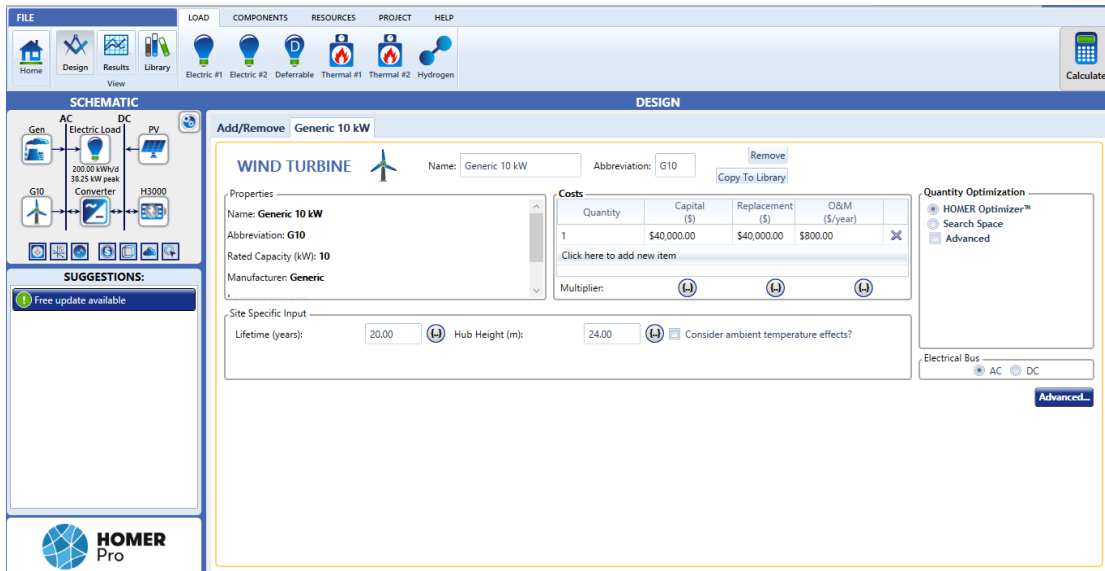 FILE
LOAD COMPONENTS RESOURCES PROJECT HELP
Home
Design
Results
Library
View
Electric #1
Electric #2
Deferrable
Thermal #1
Thermal #2
Hydrogen
Calculate
SCHEMATIC
AC DC
Gen
Electric Load
PV
200.00 kWh/d
38.25 kW peak
G10
Converter
H3000
SUGGESTIONS:
Free update available
HOMER
Pro
DESIGN
Add/Remove Generic 10 kW
WIND TURBINE
Name: Generic 10 kW
Abbreviation: G10
Remove
Copy To Library
Properties
Name: Generic 10 kW
Abbreviation: G10
Rated Capacity (kW): 10
Manufacturer: Generic
Costs
Quantity
Capital
($)
Replacement
($)
O&M
($/year)
1 $40,000.00 $40,000.00 $800.00
Click here to add new item
Multiplier: {..} {..} {..}
Quantity Optimization
HOMER Optimizer™
Search Space
Advanced
Site Specific Input
Lifetime (years): 20.00 {..} Hub Height (m): 24.00 {..} Consider ambient temperature effects?
Electrical Bus
AC DC
Advanced...